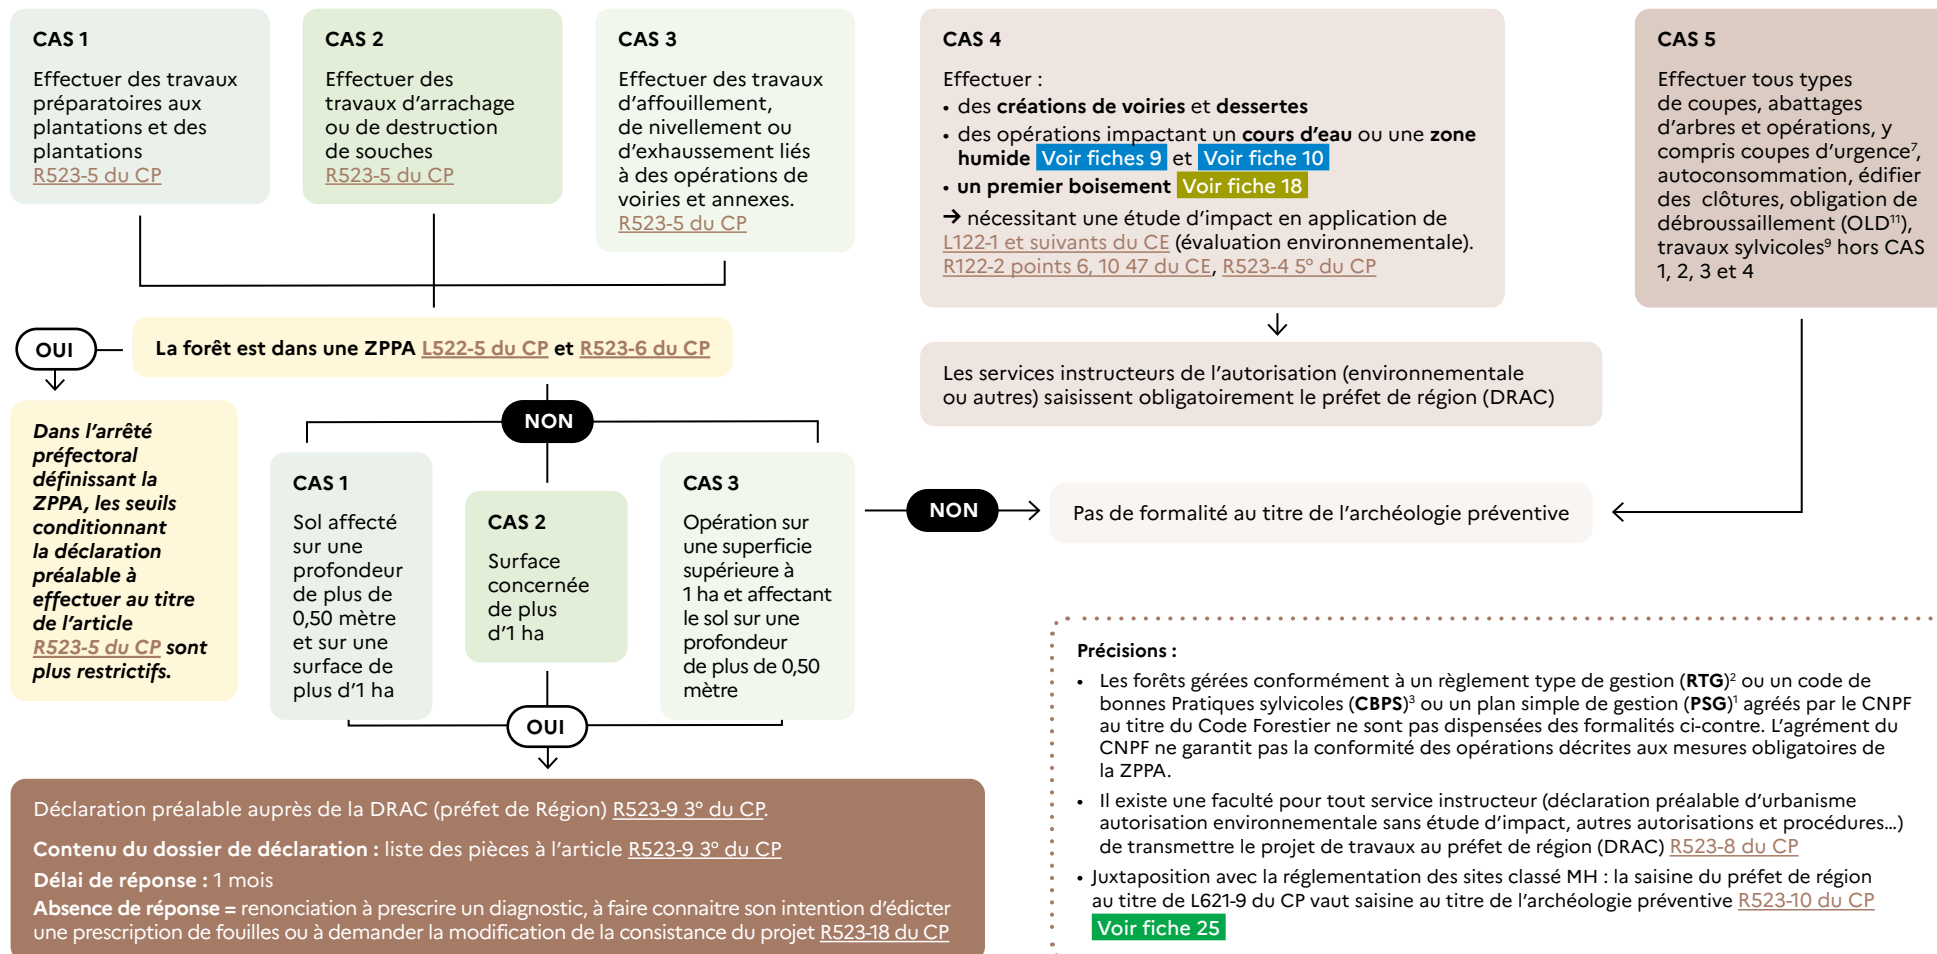 CAS 1
Effectuer des travaux
préparatoires aux
plantations et des
plantations
R523-5 du CP
CAS 2
Effectuer des
travaux d'arrachage
ou de destruction
de souches
R523-5 du CP
CAS 3
Effectuer des travaux
d'affouillement,
de nivellement ou
d'exhaussement liés
à des opérations de
voiries et annexes.
R523-5 du CP
CAS 4
Effectuer :
• des créations de voiries et dessertes
• des opérations impactant un cours d'eau ou une zone
humide Voir fiches 9 et Voir fiche 10
• un premier boisement Voir fiche 18
→ nécessitant une étude d'impact en application de
L122-1 et suivants du CE (évaluation environnementale).
R122-2 points 6, 10 47 du CE, R523-4 5° du CP
CAS 5
Effectuer tous types
de coupes, abattages
d'arbres et opérations, y
compris coupes d'urgence⁷,
autoconsommation, édifier
des clôtures, obligation de
débroussaillement (OLD¹¹),
travaux sylvicoles⁹ hors CAS
1, 2, 3 et 4
OUI
La forêt est dans une ZPPA L522-5 du CP et R523-6 du CP
Les services instructeurs de l'autorisation (environnementale
ou autres) saisissent obligatoirement le préfet de région (DRAC)
Dans l'arrêté
préfectoral
définissant la
ZPPA, les seuils
conditionnant
la déclaration
préalable à
effectuer au titre
de l'article
R523-5 du CP sont
plus restrictifs.
NON
CAS 1
Sol affecté
sur une
profondeur
de plus de
0,50 mètre
et sur une
surface de
plus d'1 ha
CAS 2
Surface
concernée
de plus
d'1 ha
CAS 3
Opération sur
une superficie
supérieure à
1 ha et affectant
le sol sur une
profondeur
de plus de 0,50
mètre
NON
Pas de formalité au titre de l'archéologie préventive
OUI
Déclaration préalable auprès de la DRAC (préfet de Région) R523-9 3° du CP.
Contenu du dossier de déclaration : liste des pièces à l'article R523-9 3° du CP
Délai de réponse : 1 mois
Absence de réponse = renonciation à prescrire un diagnostic, à faire connaitre son intention d'édicter
une prescription de fouilles ou à demander la modification de la consistance du projet R523-18 du CP
Précisions :
• Les forêts gérées conformément à un règlement type de gestion (RTG)² ou un code de
bonnes Pratiques sylvicoles (CBPS)³ ou un plan simple de gestion (PSG)¹ agréés par le CNPF
au titre du Code Forestier ne sont pas dispensées des formalités ci-contre. L'agrément du
CNPF ne garantit pas la conformité des opérations décrites aux mesures obligatoires de
la ZPPA.
• Il existe une faculté pour tout service instructeur (déclaration préalable d'urbanisme
autorisation environnementale sans étude d'impact, autres autorisations et procédures...)
de transmettre le projet de travaux au préfet de région (DRAC) R523-8 du CP
• Juxtaposition avec la réglementation des sites classé MH : la saisine du préfet de région
au titre de L621-9 du CP vaut saisine au titre de l'archéologie préventive R523-10 du CP
Voir fiche 25